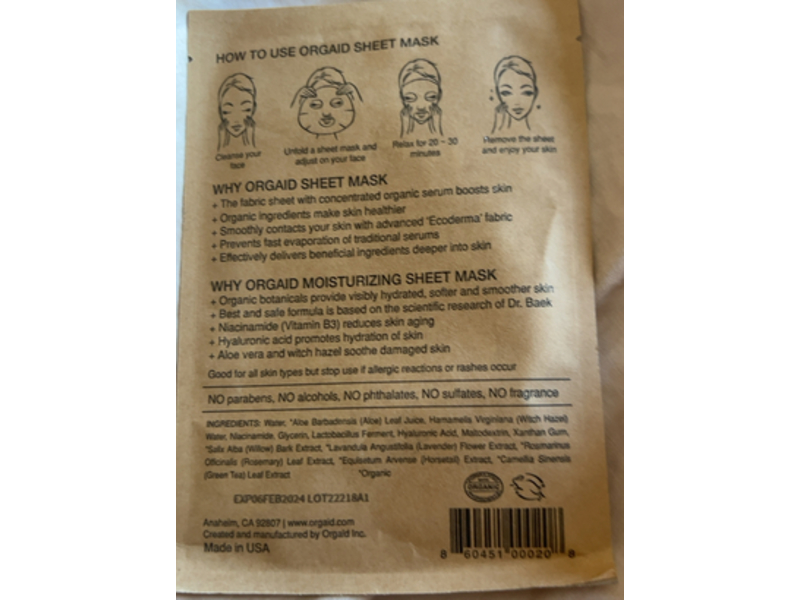 HOW TO USE ORGAID SHEET MASK
Cleanse your
face
Unfold a sheet mask and
adjust on your face
Relax for 20 ~ 30
minutes
Remove the sheet
and enjoy your skin
WHY ORGAID SHEET MASK
+ The fabric sheet with concentrated organic serum boosts skin
+ Organic ingredients make skin healthier
+ Smoothly contacts your skin with advanced 'Ecoderma' fabric
+ Prevents fast evaporation of traditional serums
+ Effectively delivers beneficial ingredients deeper into skin
WHY ORGAID MOISTURIZING SHEET MASK
+ Organic botanicals provide visibly hydrated, softer and smoother skin
+ Best and safe formula is based on the scientific research of Dr. Baek
+ Niacinamide (Vitamin B3) reduces skin aging
+ Hyaluronic acid promotes hydration of skin
+ Aloe vera and witch hazel soothe damaged skin
Good for all skin types but stop use if allergic reactions or rashes occur
NO parabens, NO alcohols, NO phthalates, NO sulfates, NO fragrance
INGREDIENTS: Water, *Aloe Barbadensis (Aloe) Leaf Juice, Hamamelis Virginiana (Witch Hazel)
Water, Niacinamide, Glycerin, Lactobacillus Ferment, Hyaluronic Acid, Maltodextrin, Xanthan Gum,
*Salix Alba (Willow) Bark Extract, *Lavandula Angustifolia (Lavender) Flower Extract, *Rosmarinus
Officinalis (Rosemary) Leaf Extract, *Equisetum Arvense (Horsetail) Extract, *Camellia Sinensis
(Green Tea) Leaf Extract *Organic
ORGANIC
EXP06FEB2024 LOT22218A1
Anaheim, CA 92807 | www.orgaid.com
Created and manufactured by Orgaid Inc.
Made in USA
8 60451 00020 8